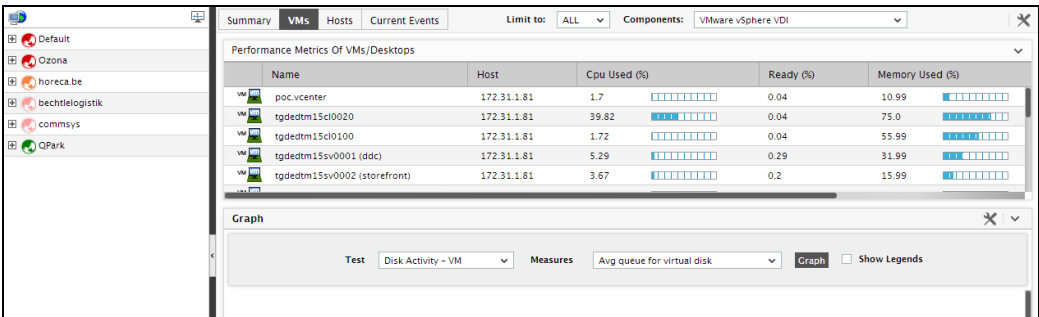 Summary VMs Hosts Current Events Limit to: ALL Components: VMware vSphere VDI
Default
Ozona
horeca.be
bechtlelogistik
commsys
QPark
Performance Metrics Of VMs/Desktops
Name Host Cpu Used (%) Ready (%) Memory Used (%)
VM poc.vcenter 172.31.1.81 1.7 0.04 10.99
VM tgdedtm15cl0020 172.31.1.81 39.82 0.04 75.0
VM tgdedtm15cl0100 172.31.1.81 1.72 0.04 55.99
VM tgdedtm15sv0001 (ddc) 172.31.1.81 5.29 0.29 31.99
VM tgdedtm15sv0002 (storefront) 172.31.1.81 3.67 0.2 15.99
Graph
Test Disk Activity - VM Measures Avg queue for virtual disk Graph Show Legends